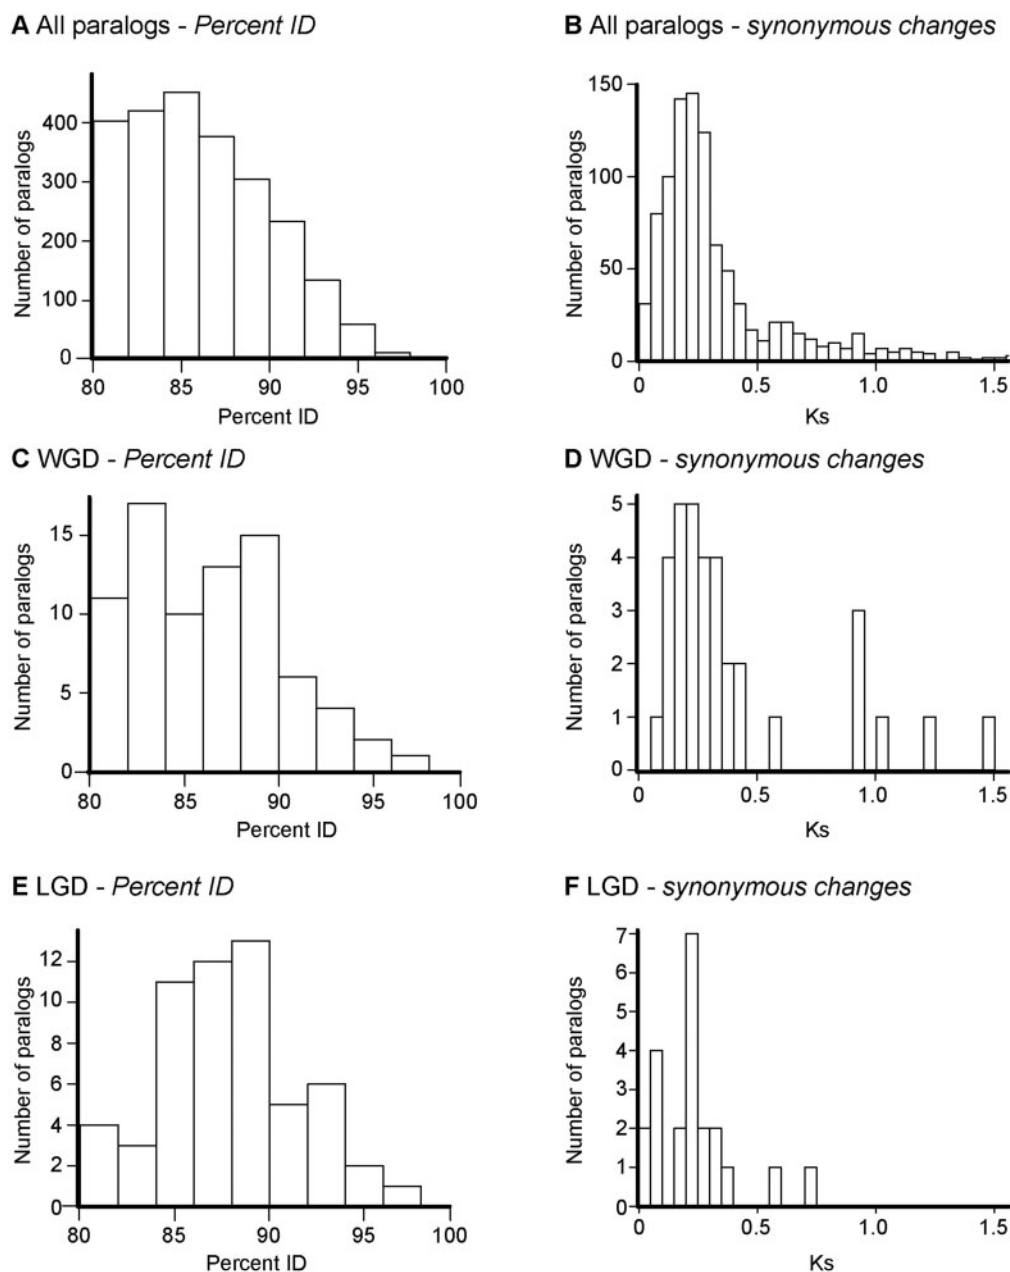 A All paralogs - Percent ID
Number of paralogs
400
300
200
100
0
80 85 90 95 100
Percent ID
B All paralogs - synonymous changes
Number of paralogs
150
100
50
0
0 0.5 1.0 1.5
Ks
C WGD - Percent ID
Number of paralogs
15
10
5
0
80 85 90 95 100
Percent ID
D WGD - synonymous changes
Number of paralogs
5
4
3
2
1
0
0 0.5 1.0 1.5
Ks
E LGD - Percent ID
Number of paralogs
12
10
8
6
4
2
0
80 85 90 95 100
Percent ID
F LGD - synonymous changes
Number of paralogs
7
6
5
4
3
2
1
0
0 0.5 1.0 1.5
Ks